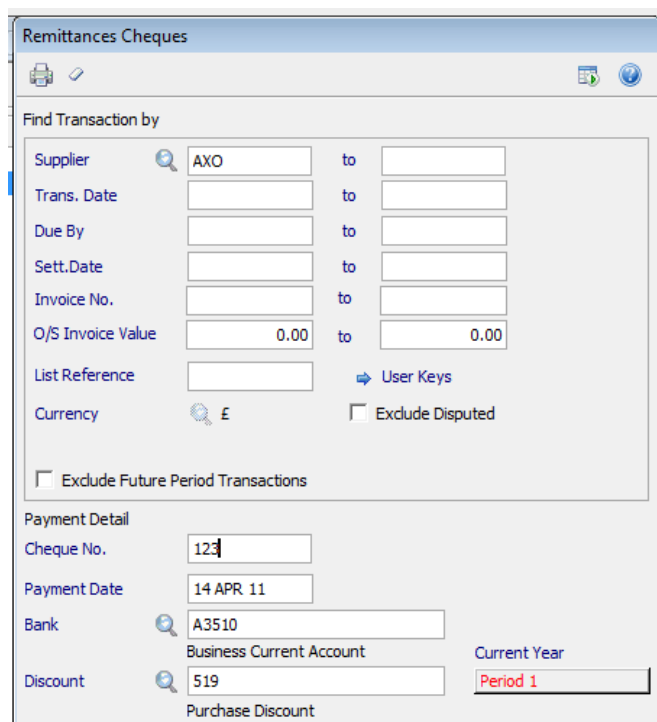 Remittances Cheques
Find Transaction by
Supplier AXO to
Trans. Date to
Due By to
Sett.Date to
Invoice No. to
O/S Invoice Value 0.00 to 0.00
List Reference User Keys
Currency £ Exclude Disputed
Exclude Future Period Transactions
Payment Detail
Cheque No. 123
Payment Date 14 APR 11
Bank A3510
Business Current Account Current Year
Discount 519 Period 1
Purchase Discount